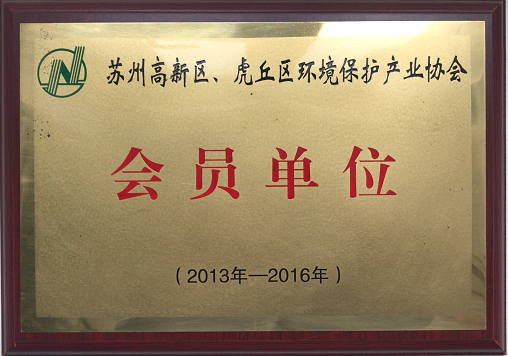 苏州高新区、虎丘区环境保护产业协会
会员单位
（2013年—2016年）